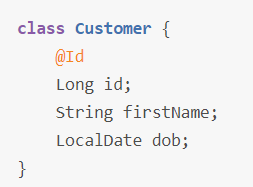 class Customer {
    @Id
    Long id;
    String firstName;
    LocalDate dob;
}